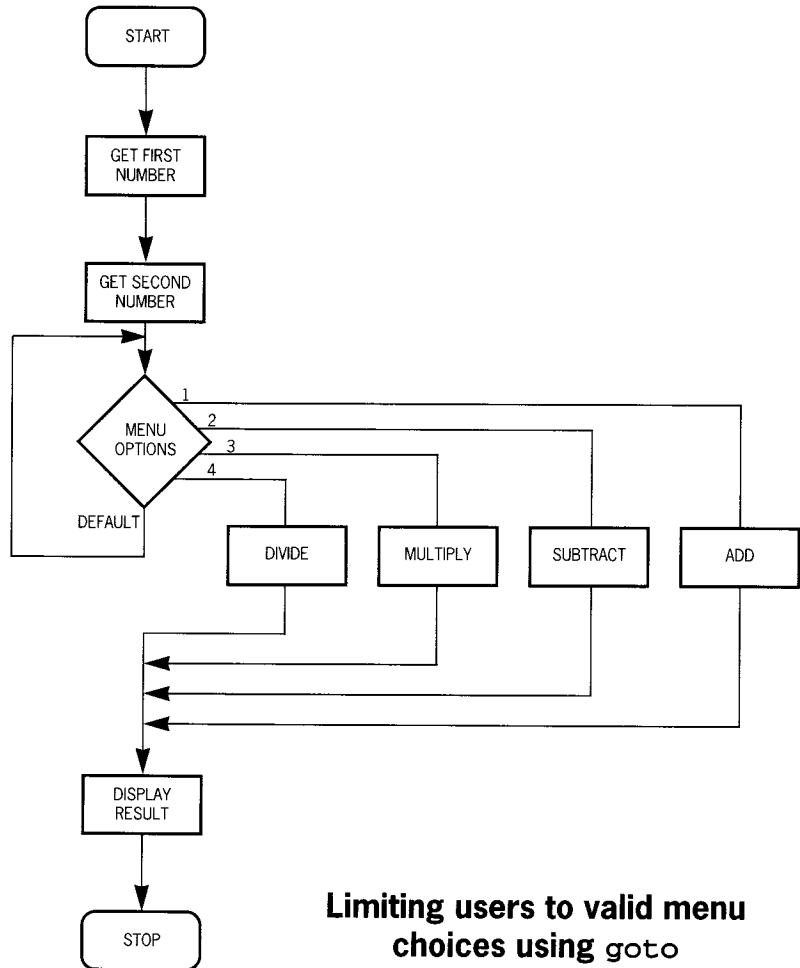 START
GET FIRST
NUMBER
GET SECOND
NUMBER
MENU
OPTIONS
1
2
3
4
DEFAULT
DIVIDE
MULTIPLY
SUBTRACT
ADD
DISPLAY
RESULT
STOP
Limiting users to valid menu
choices using goto